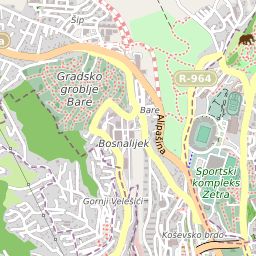 Šip
a
R-964
Gradsko
groblje
Bare
Bare
Alipašina
Bosnalijek
Sportski
kompleks
Zetra
Gornji Velešići
Koševsko brdo